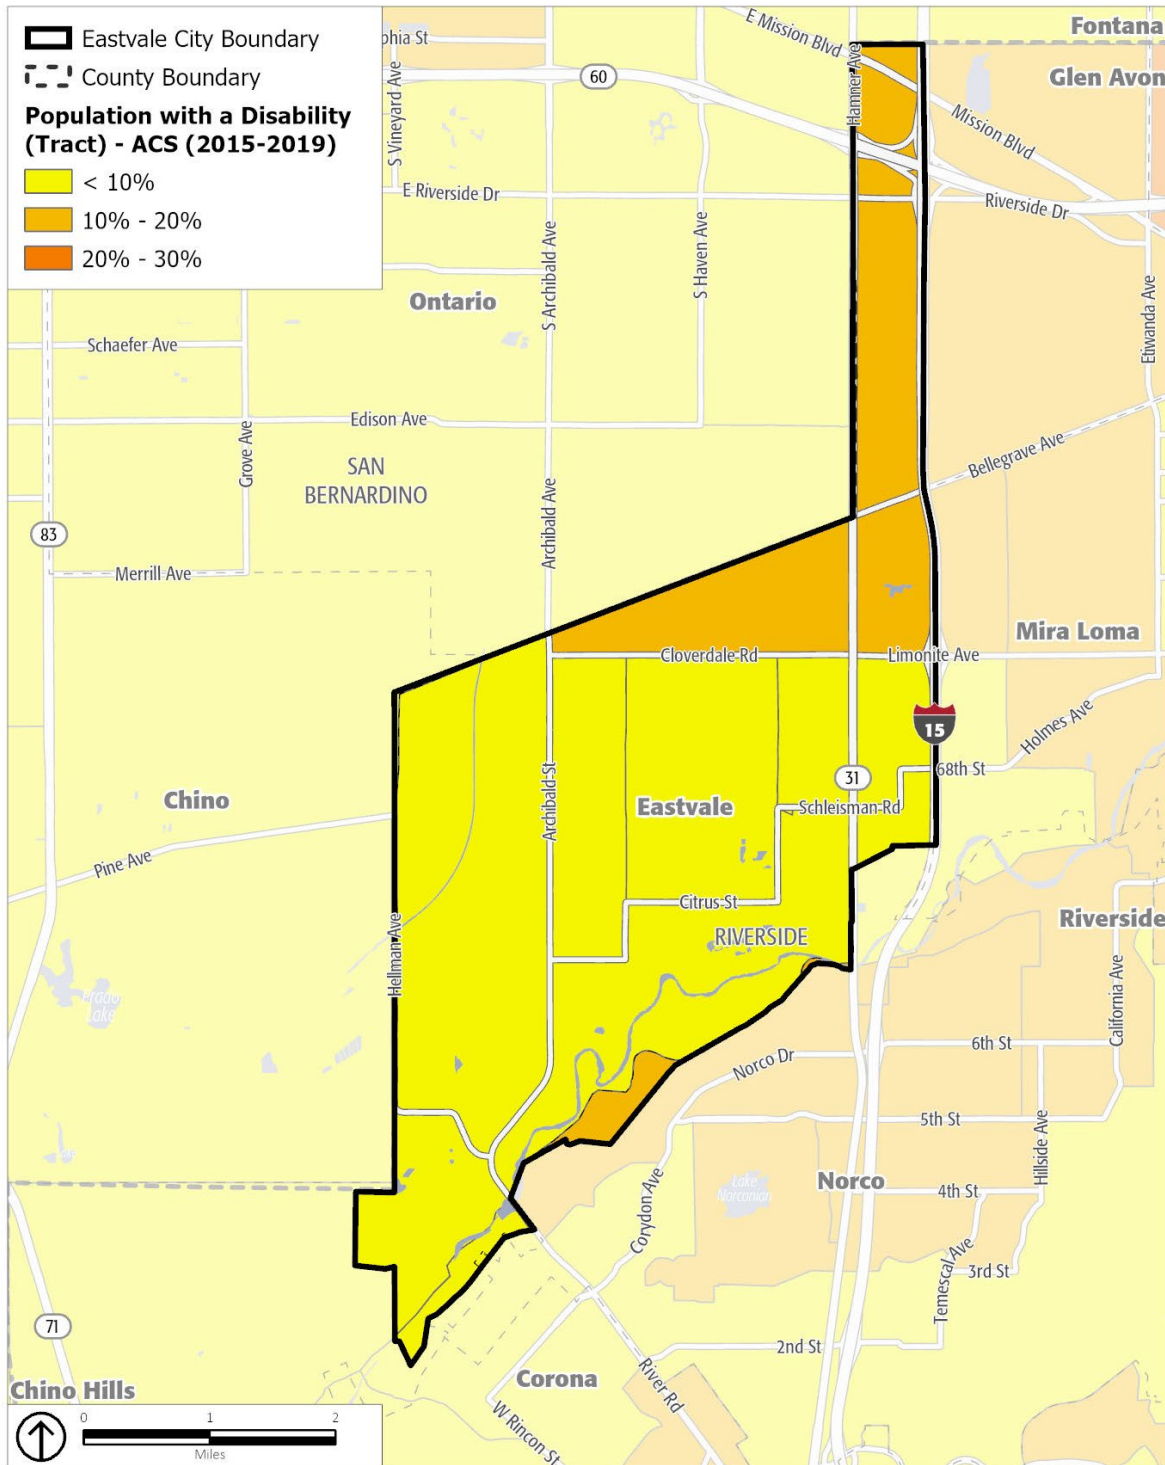 Eastvale City Boundary
County Boundary
Population with a Disability
(Tract) - ACS (2015-2019)
< 10%
10% - 20%
20% - 30%
phia St
S Vineyard Ave
60
E Mission Blvd
Hammer Ave
Fontana
Glen Avon
Mission Blvd
E Riverside Dr
Riverside Dr
S Archibald Ave
S Haven Ave
Ontario
Etiwanda Ave
Schaefer Ave
Edison Ave
Grove Ave
SAN
BERNARDINO
Bellegrave Ave
83
Archibald Ave
Merrill Ave
Mira Loma
Cloverdale Rd
Limonite Ave
15
Holmes Ave
31
68th St
Chino
Archibald St
Eastvale
Schleisman Rd
Pine Ave
Citrus St
RIVERSIDE
Riverside
Hellman Ave
Prado
Lake
California Ave
6th St
Norco Dr
5th St
Hillside Ave
Norco
Lake
Norconian
4th St
Corydon Ave
Temescal Ave
3rd St
71
2nd St
Corona
River Rd
Chino Hills
W Rincon St
0
1
2
Miles